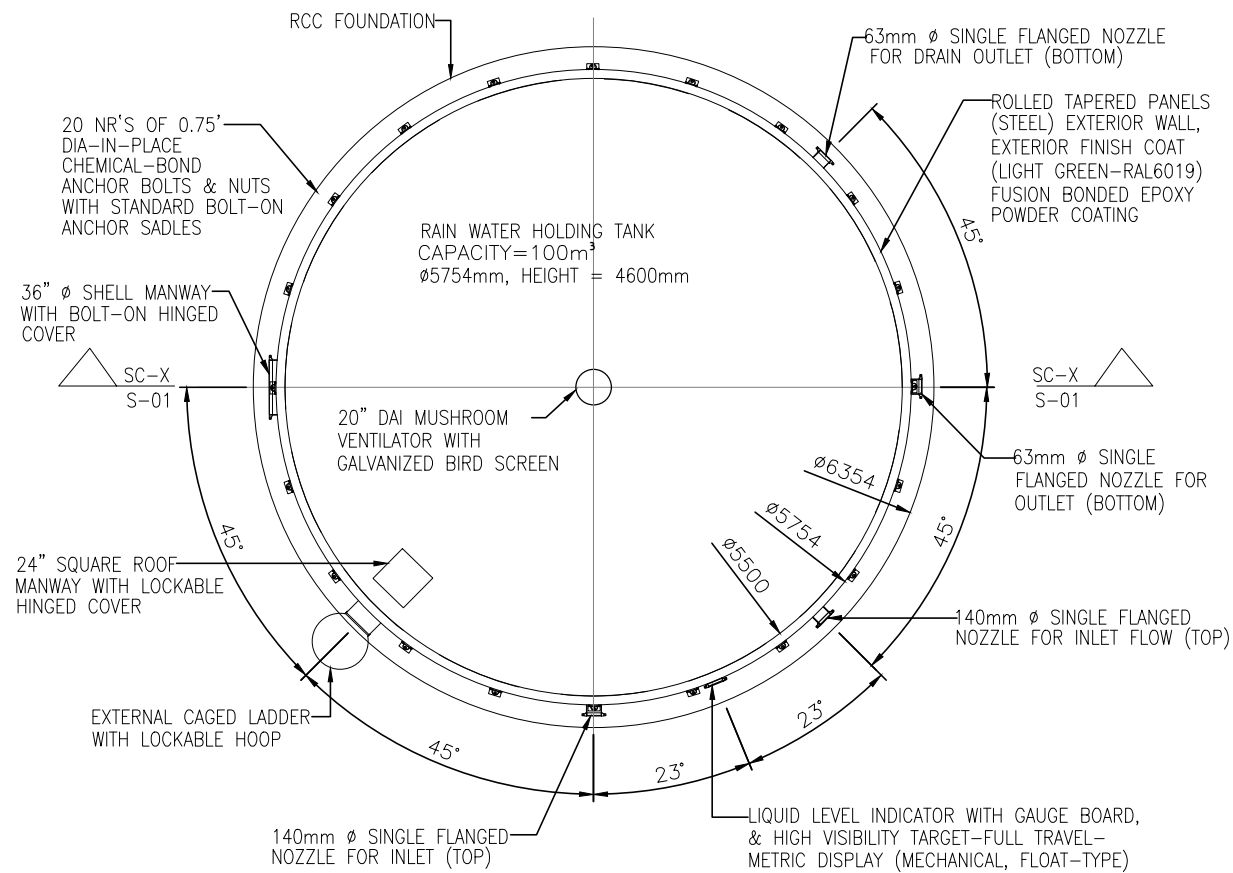 RCC FOUNDATION
63mm ø SINGLE FLANGED NOZZLE
FOR DRAIN OUTLET (BOTTOM)
20 NR'S OF 0.75'
DIA-IN-PLACE
CHEMICAL-BOND
ANCHOR BOLTS & NUTS
WITH STANDARD BOLT-ON
ANCHOR SADLES
ROLLED TAPERED PANELS
(STEEL) EXTERIOR WALL,
EXTERIOR FINISH COAT
(LIGHT GREEN-RAL6019)
FUSION BONDED EPOXY
POWDER COATING
45°
RAIN WATER HOLDING TANK
CAPACITY=100m³
ø5754mm, HEIGHT = 4600mm
36" ø SHELL MANWAY
WITH BOLT-ON HINGED
COVER
SC-X
S-01
SC-X
S-01
20" DAI MUSHROOM
VENTILATOR WITH
GALVANIZED BIRD SCREEN
63mm ø SINGLE
FLANGED NOZZLE FOR
OUTLET (BOTTOM)
ø6354
ø5754
ø5500
45°
45°
24" SQUARE ROOF
MANWAY WITH LOCKABLE
HINGED COVER
140mm ø SINGLE FLANGED
NOZZLE FOR INLET FLOW (TOP)
EXTERNAL CAGED LADDER
WITH LOCKABLE HOOP
45°
23°
23°
140mm ø SINGLE FLANGED
NOZZLE FOR INLET (TOP)
LIQUID LEVEL INDICATOR WITH GAUGE BOARD,
& HIGH VISIBILITY TARGET-FULL TRAVEL-
METRIC DISPLAY (MECHANICAL, FLOAT-TYPE)